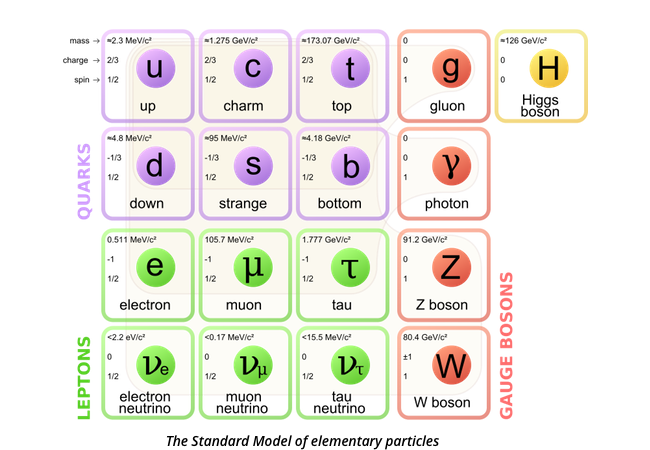 mass → ≈2.3 MeV/c² ≈1.275 GeV/c² ≈173.07 GeV/c² 0 ≈126 GeV/c²
charge → 2/3 2/3 2/3 0 0
spin → 1/2 1/2 1/2 1 0
u c t g H
up charm top gluon Higgs
boson
QUARKS
≈4.8 MeV/c² ≈95 MeV/c² ≈4.18 GeV/c² 0
-1/3 -1/3 -1/3 0
1/2 1/2 1/2 1
d s b γ
down strange bottom photon
0.511 MeV/c² 105.7 MeV/c² 1.777 GeV/c² 91.2 GeV/c²
-1 -1 -1 0
1/2 1/2 1/2 1
e μ τ Z
electron muon tau Z boson
LEPTONS
<2.2 eV/c² <0.17 MeV/c² <15.5 MeV/c² 80.4 GeV/c²
0 0 0 ±1
1/2 1/2 1/2 1
νe νμ ντ W
electron muon tau W boson
neutrino neutrino neutrino
GAUGE BOSONS
The Standard Model of elementary particles